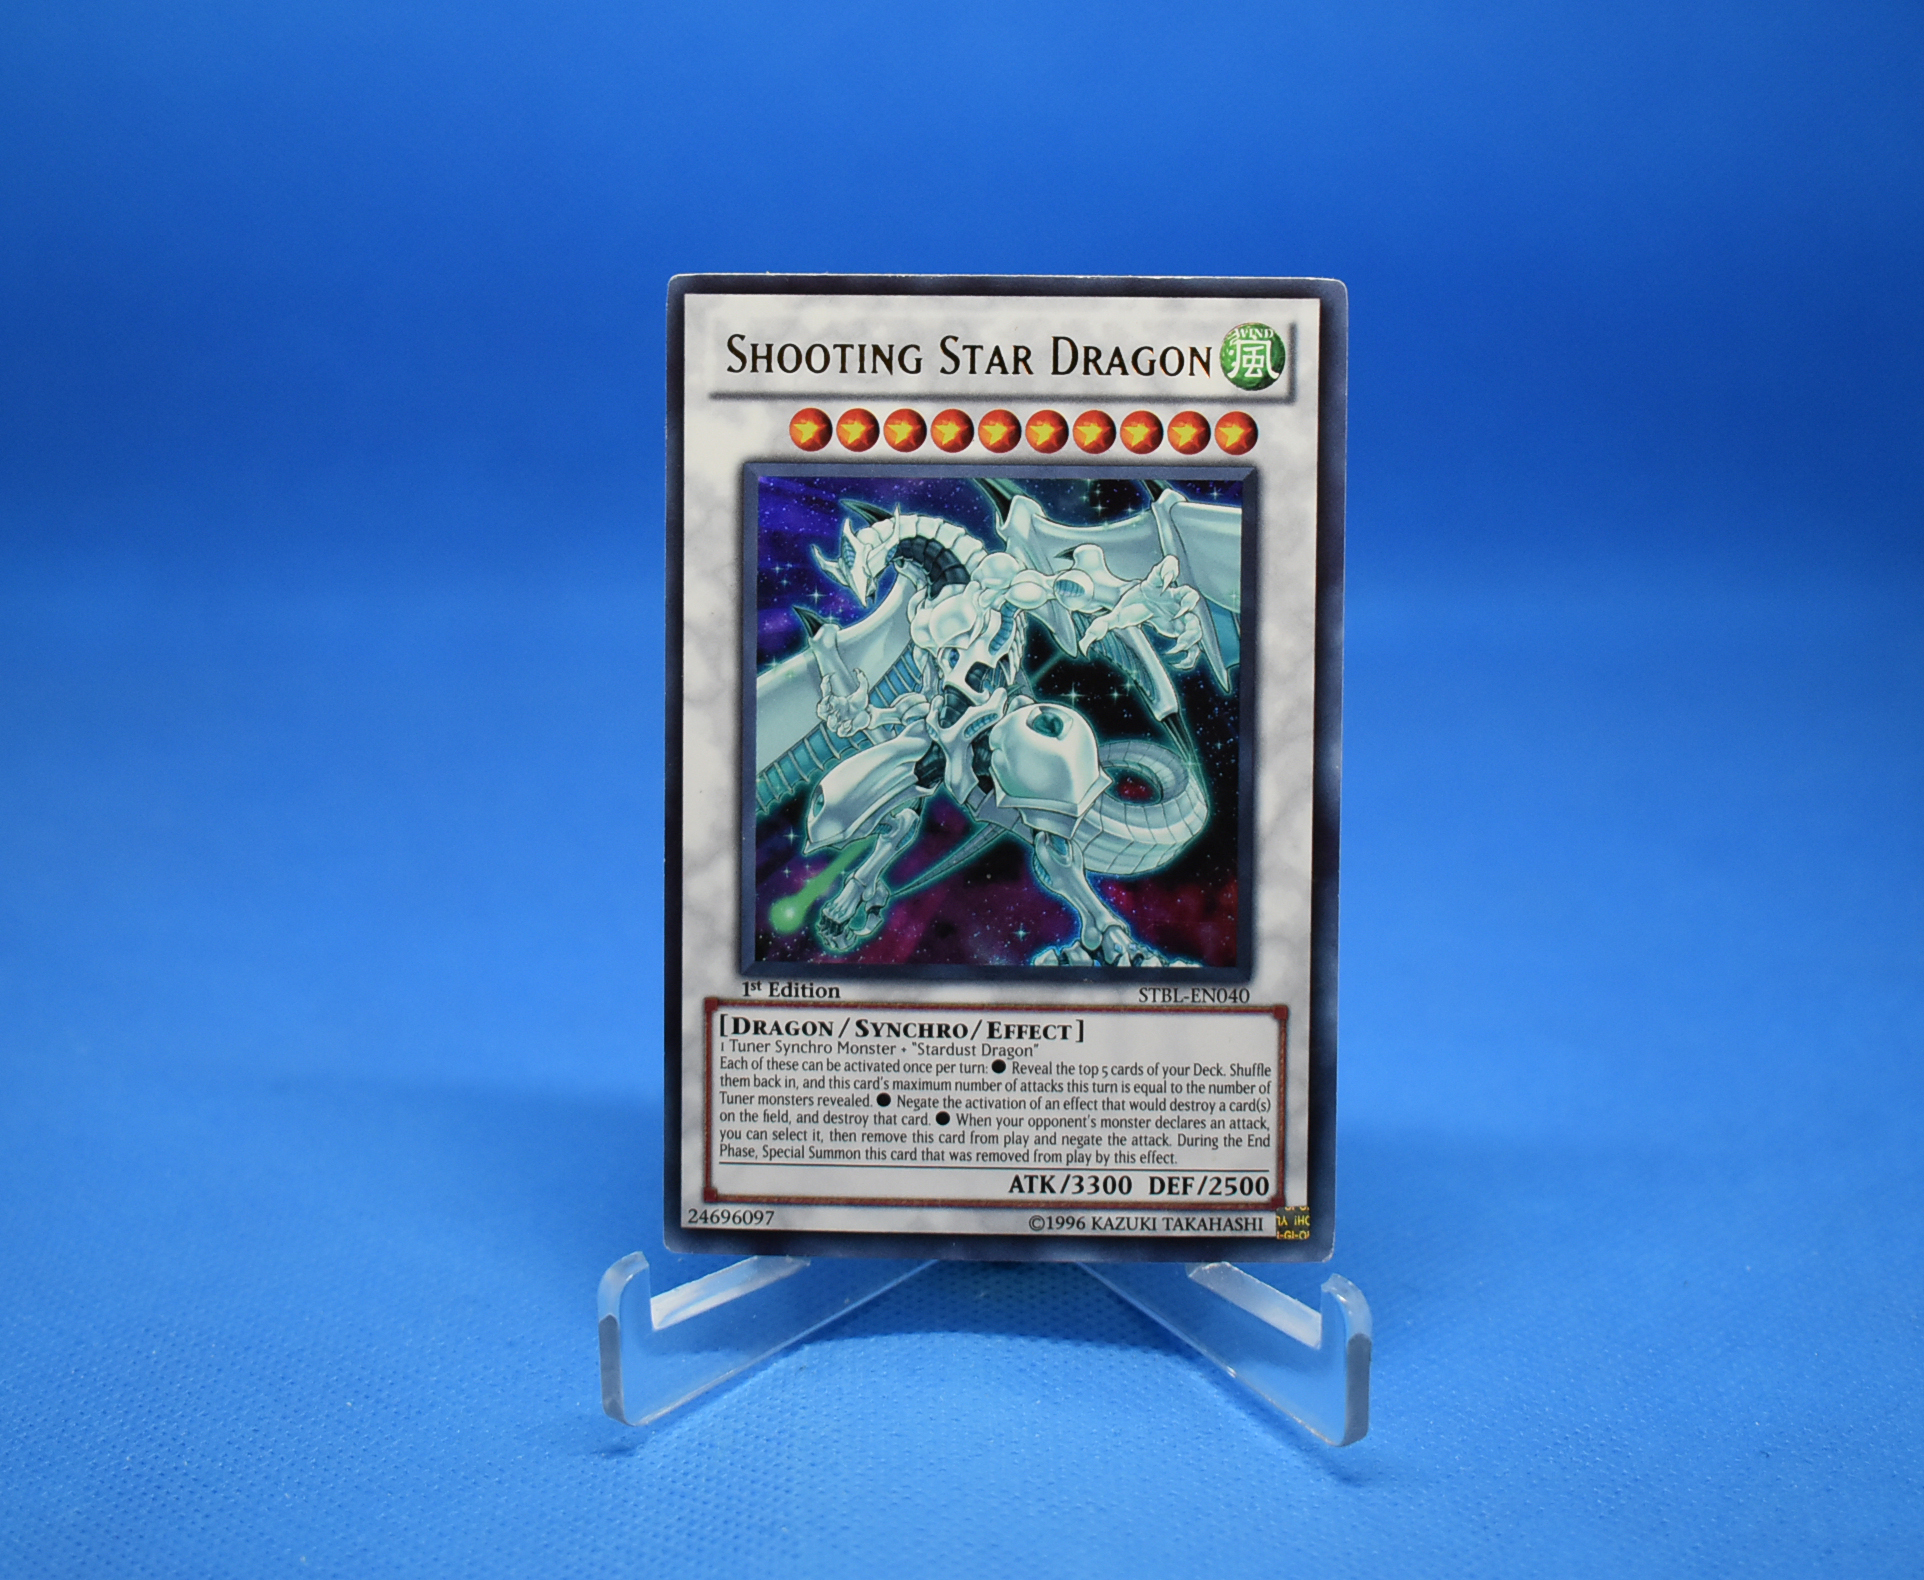 SHOOTING STAR DRAGON
WIND
風
1st Edition
STBL-EN040
[DRAGON/SYNCHRO/EFFECT]
1 Tuner Synchro Monster + "Stardust Dragon"
Each of these can be activated once per turn: ● Reveal the top 5 cards of your Deck. Shuffle
them back in, and this card's maximum number of attacks this turn is equal to the number of
Tuner monsters revealed. ● Negate the activation of an effect that would destroy a card(s)
on the field, and destroy that card. ● When your opponent's monster declares an attack,
you can select it, then remove this card from play and negate the attack. During the End
Phase, Special Summon this card that was removed from play by this effect.
ATK/3300 DEF/2500
24696097
©1996 KAZUKI TAKAHASHI